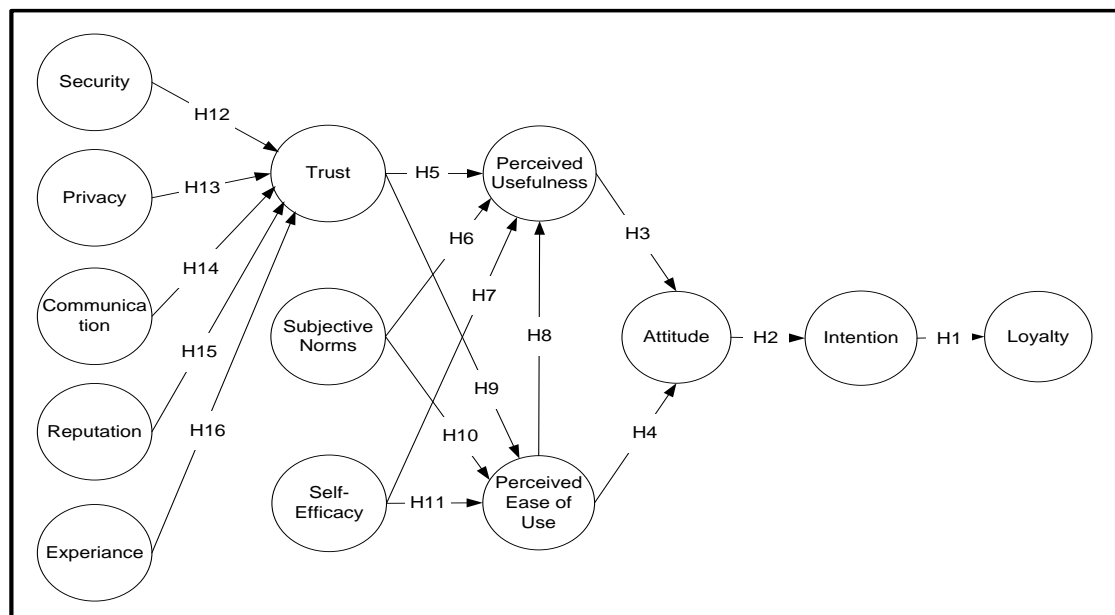 Security
H12
Privacy
H13
Trust
H5
Perceived
Usefulness
H6
H3
H14
H7
Communica
tion
Subjective
Norms
H8
Attitude
H2
Intention
H1
Loyalty
H15
H9
Reputation
H16
H10
H4
Self-
Efficacy
H11
Perceived
Ease of
Use
Experiance